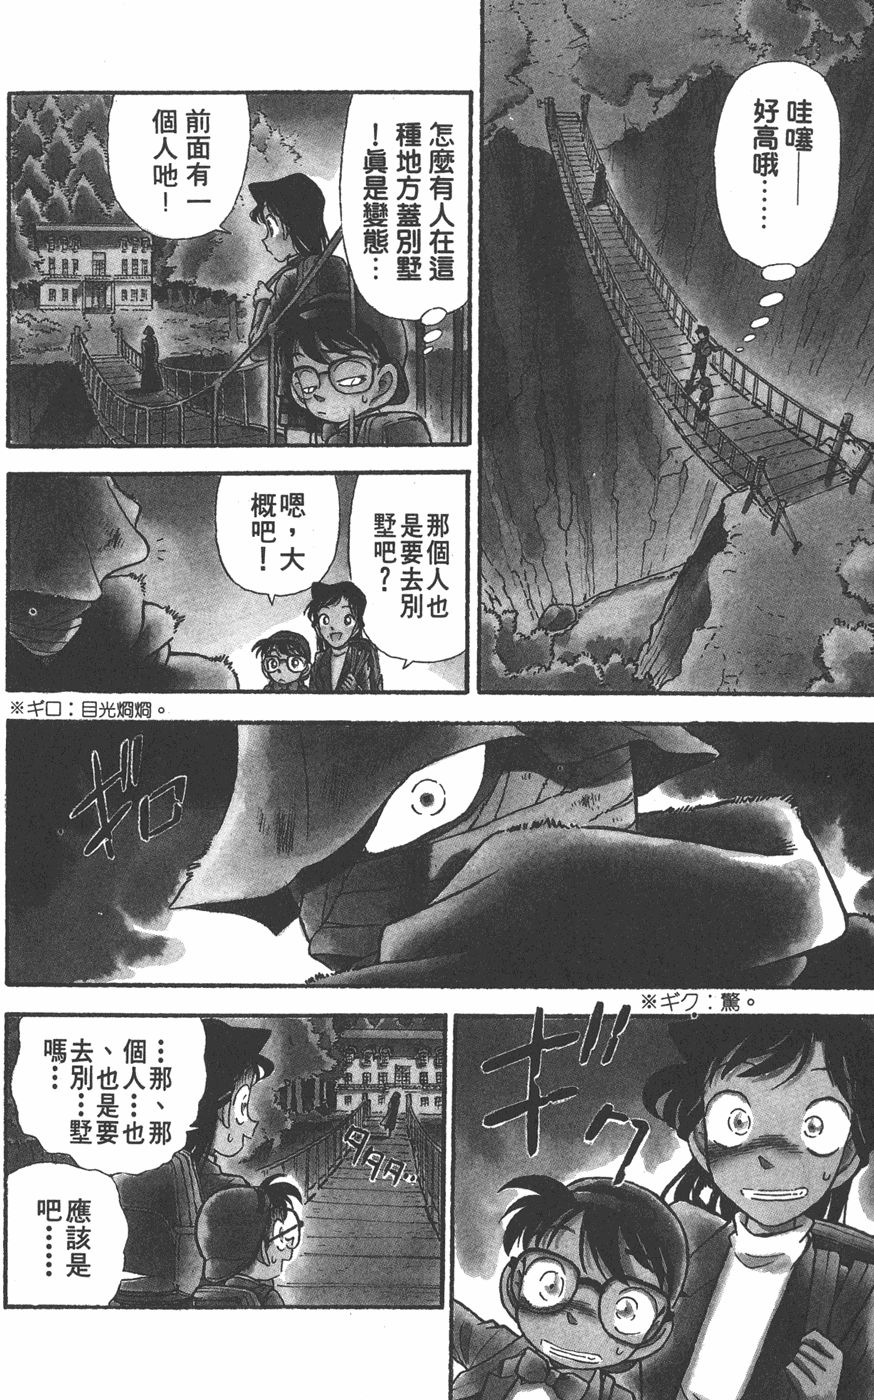 哇噻——
好高哦……
怎麼有人在這
種地方蓋別墅
！眞是變態…
前面有一
個人吔！
那個人也
是要去別
墅吧？
嗯，大
概吧！
※ギロ：目光炯炯。
ギロ
※ギク：驚。
ギク
…那、那
個人…也
、也是要
去別…墅
嗎…
應該是
吧……
タタタ…